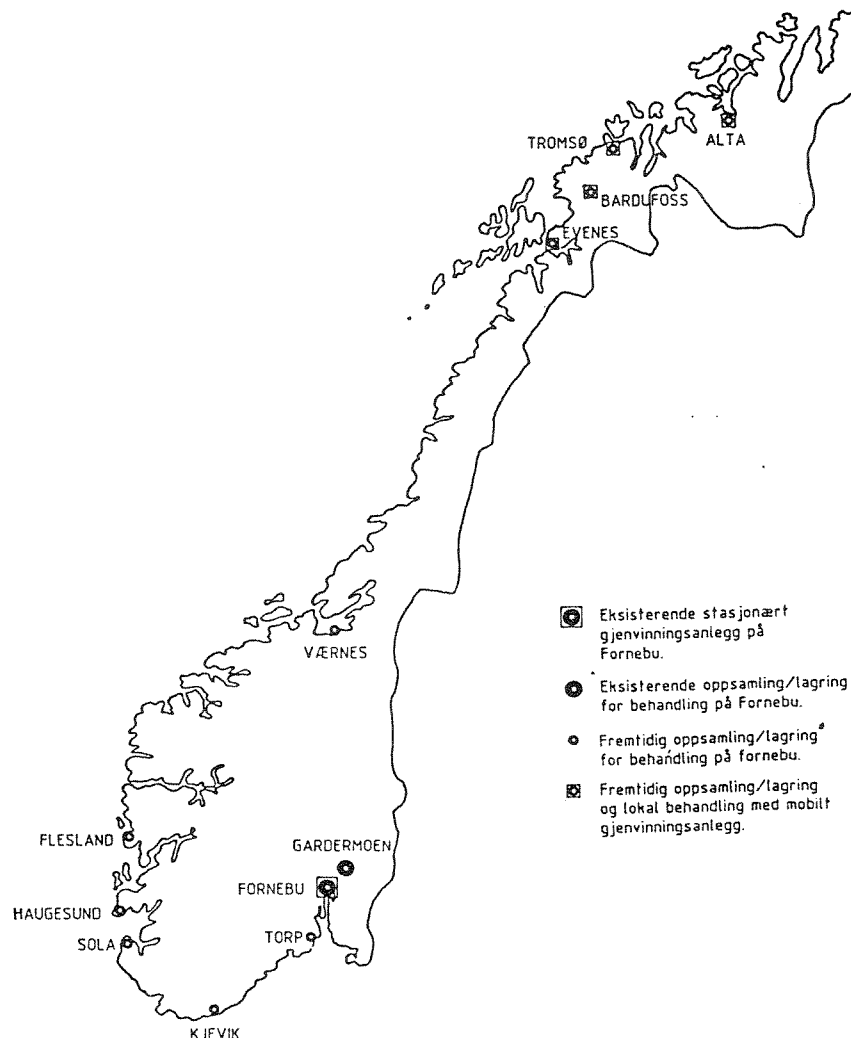 TROMSØ
ALTA
BARDUFOSS
EVENES
VÆRNES
Eksisterende stasjonært
gjenvinningsanlegg på
Fornebu.
Eksisterende oppsamling/lagring
for behandling på Fornebu.
Fremtidig oppsamling/lagring
for behandling på fornebu.
Fremtidig oppsamling/lagring
og lokal behandling med mobilt
gjenvinningsanlegg.
FLESLAND
GARDERMOEN
FORNEBU
HAUGESUND
SOLA
TORP
KJEVIK